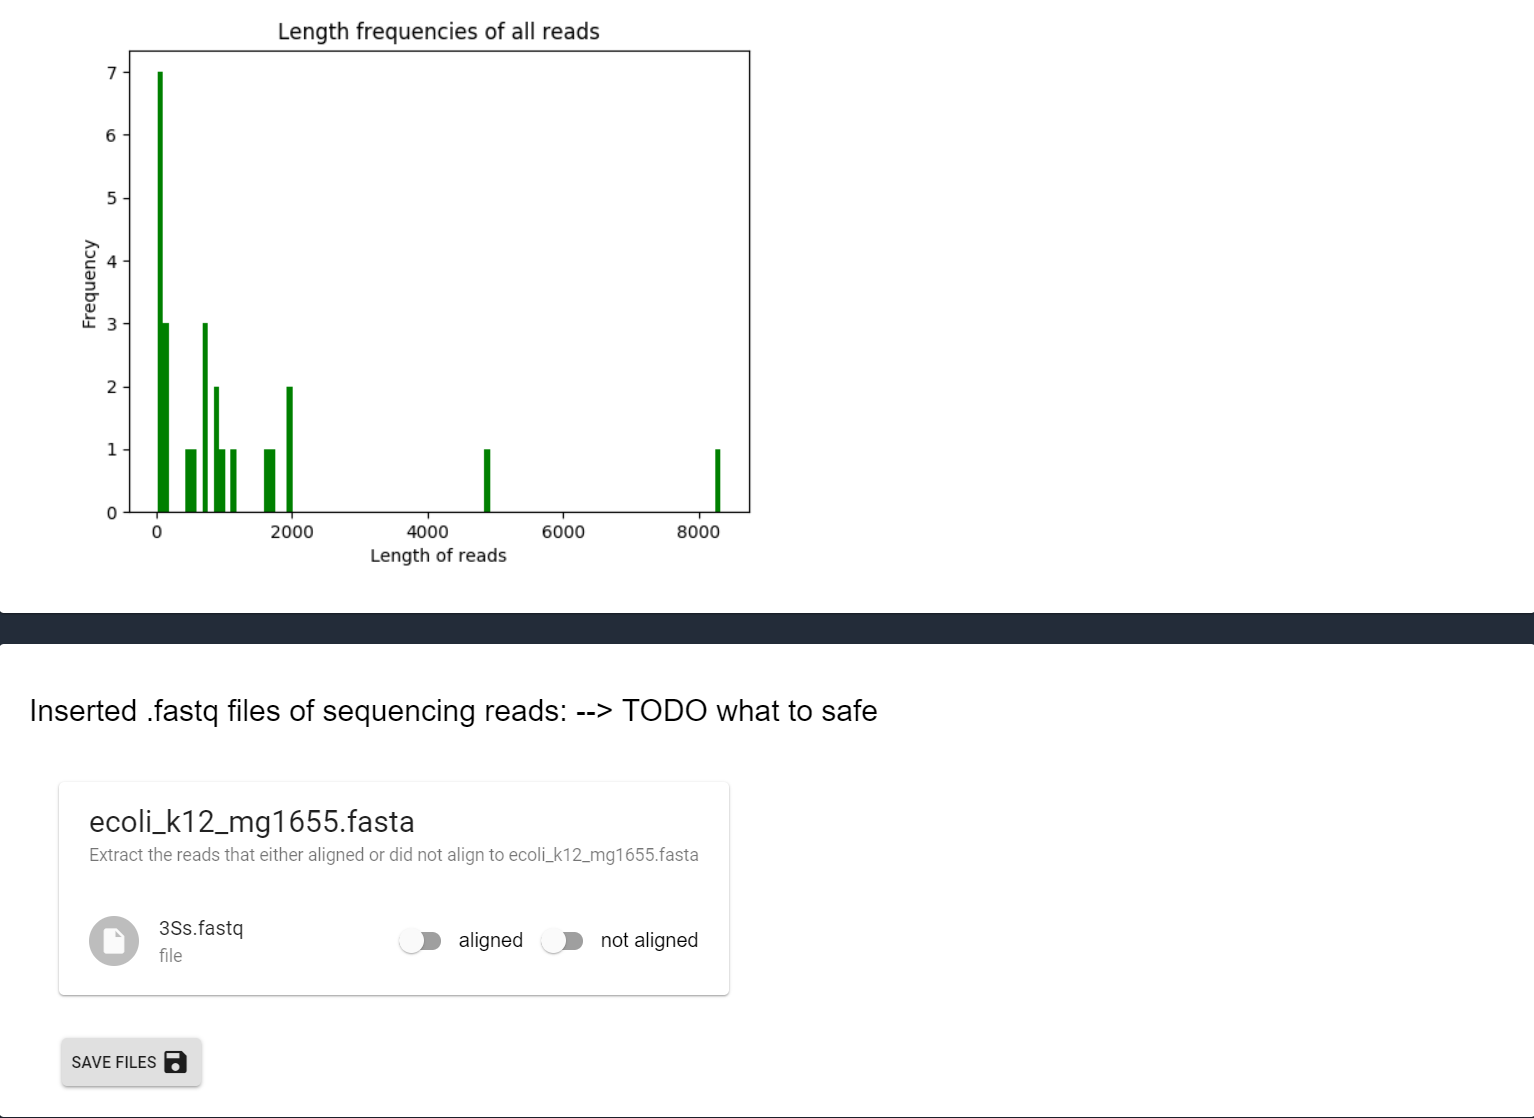 Length frequencies of all reads
7
6
5
4
3
2
1
0
Frequency
0 2000 4000 6000 8000
Length of reads
Inserted .fastq files of sequencing reads: --> TODO what to safe
ecoli_k12_mg1655.fasta
Extract the reads that either aligned or did not align to ecoli_k12_mg1655.fasta
3Ss.fastq
file
aligned not aligned
SAVE FILES